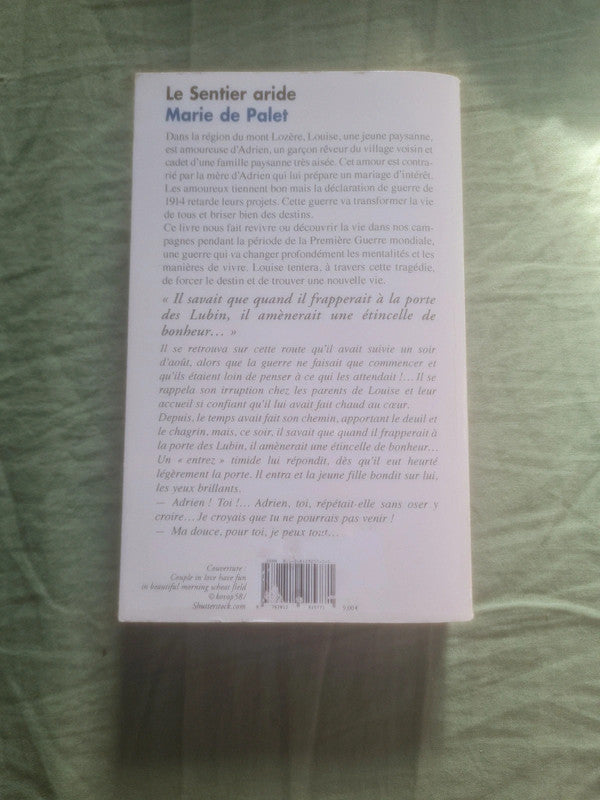 Le Sentier aride
Marie de Palet
Dans la région du mont Lozère, Louise, une jeune paysanne,
est amoureuse d'Adrien, un garçon rêveur du village voisin et
cadet d'une famille paysanne très aisée. Cet amour est contra-
rié par la mère d'Adrien qui lui prépare un mariage d'intérêt.
Les amoureux tiennent bon mais la déclaration de guerre de
1914 retarde leurs projets. Cette guerre va transformer la vie
de tous et briser bien des destins.
Ce livre nous fait revivre ou découvrir la vie dans nos cam-
pagnes pendant la période de la Première Guerre mondiale,
une guerre qui va changer profondément les mentalités et les
manières de vivre. Louise tentera, à travers cette tragédie,
de forcer le destin et de trouver une nouvelle vie.
« Il savait que quand il frapperait à la porte
des Lubin, il amènerait une étincelle de
bonheur… »
Il se retrouva sur cette route qu'il avait suivie un soir
d'août, alors que la guerre ne faisait que commencer et
qu'ils étaient loin de penser à ce qui les attendait !… Il se
rappela son irruption chez les parents de Louise et leur
accueil si confiant qu'il lui avait fait chaud au cœur.
Depuis, le temps avait fait son chemin, apportant le deuil et
le chagrin, mais, ce soir, il savait que quand il frapperait à
la porte des Lubin, il amènerait une étincelle de bonheur…
Un « entrez » timide lui répondit, dès qu'il eut heurté
légèrement la porte. Il entra et la jeune fille bondit sur lui,
les yeux brillants.
— Adrien ! Toi !… Adrien, toi, répétait-elle sans oser y
croire… Je croyais que tu ne pourrais pas venir !
— Ma douce, pour toi, je peux tout…
Couverture :
Couple in love have fun
in beautiful morning wheat field
©kosop58/
Shutterstock.com
9,00 €